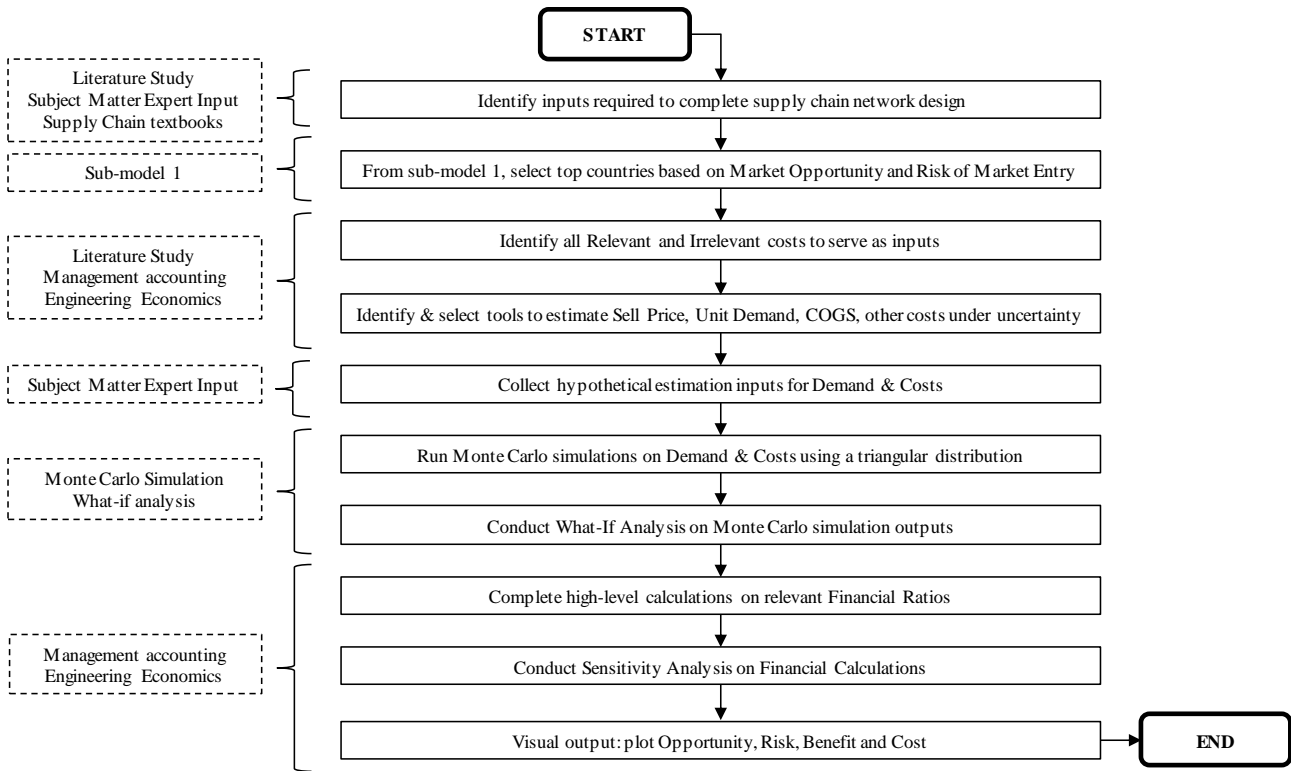 START
Literature Study
Subject Matter Expert Input
Supply Chain textbooks
Identify inputs required to complete supply chain network design
Sub-model 1
From sub-model 1, select top countries based on Market Opportunity and Risk of Market Entry
Literature Study
Management accounting
Engineering Economics
Identify all Relevant and Irrelevant costs to serve as inputs
Identify & select tools to estimate Sell Price, Unit Demand, COGS, other costs under uncertainty
Subject Matter Expert Input
Collect hypothetical estimation inputs for Demand & Costs
Monte Carlo Simulation
What-if analysis
Run Monte Carlo simulations on Demand & Costs using a triangular distribution
Conduct What-If Analysis on Monte Carlo simulation outputs
Management accounting
Engineering Economics
Complete high-level calculations on relevant Financial Ratios
Conduct Sensitivity Analysis on Financial Calculations
Visual output: plot Opportunity, Risk, Benefit and Cost
END